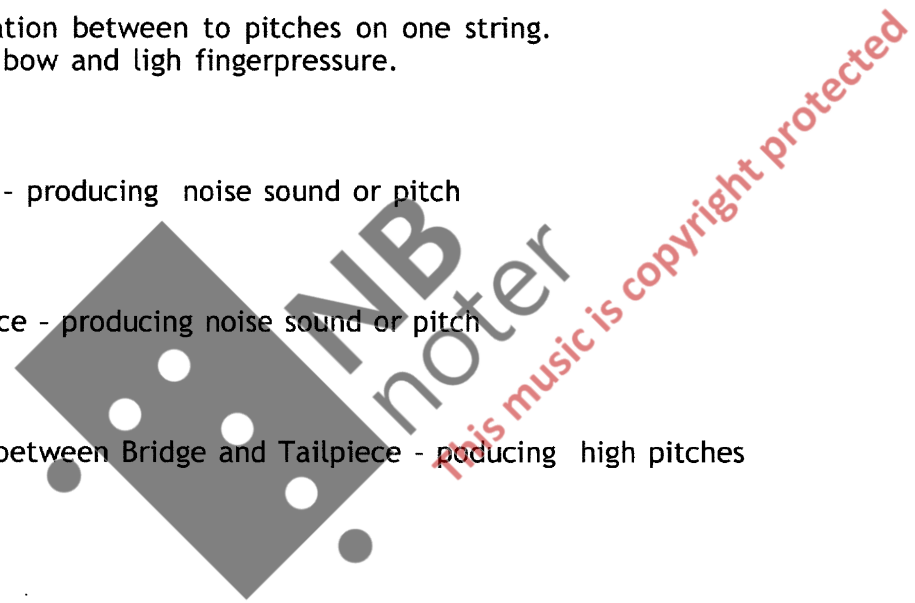 ation between to pitches on one string.
bow and ligh fingerpressure.
- producing noise sound or pitch
ce - producing noise sound or pitch
between Bridge and Tailpiece - poducing high pitches
NB
noter
This music is copyright protected